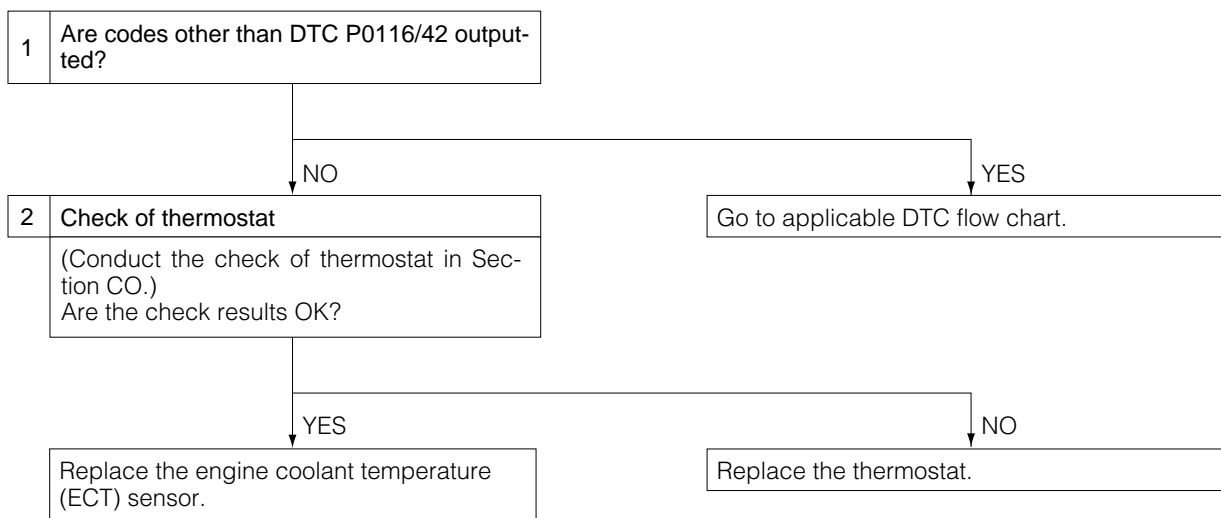 1
Are codes other than DTC P0116/42 output-
ted?
NO
YES
2
Check of thermostat
Go to applicable DTC flow chart.
(Conduct the check of thermostat in Sec-
tion CO.)
Are the check results OK?
YES
NO
Replace the engine coolant temperature
(ECT) sensor.
Replace the thermostat.